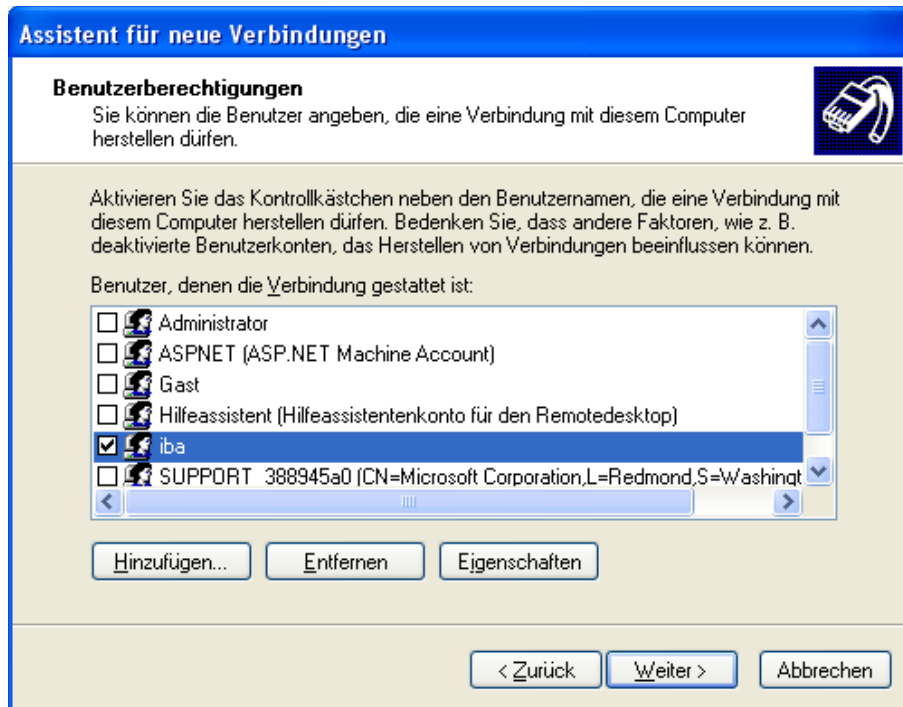 Assistent für neue Verbindungen
Benutzerberechtigungen
Sie können die Benutzer angeben, die eine Verbindung mit diesem Computer
herstellen dürfen.
Aktivieren Sie das Kontrollkästchen neben den Benutzernamen, die eine Verbindung mit
diesem Computer herstellen dürfen. Bedenken Sie, dass andere Faktoren, wie z. B.
deaktivierte Benutzerkonten, das Herstellen von Verbindungen beeinflussen können.
Benutzer, denen die Verbindung gestattet ist:
Administrator
ASPNET (ASP.NET Machine Account)
Gast
Hilfeassistent (Hilfeassistentenkonto für den Remotedesktop)
iba
SUPPORT_388945a0 (CN=Microsoft Corporation,L=Redmond,S=Washingt
Hinzufügen... Entfernen Eigenschaften
< Zurück Weiter > Abbrechen